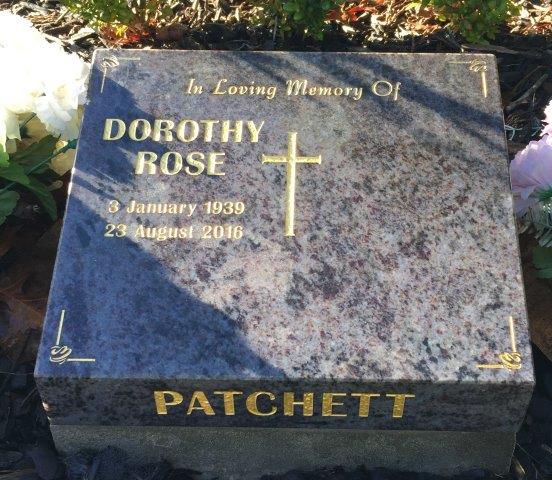 In Loving Memory Of
DOROTHY
ROSE
3 January 1939
23 August 2016
PATCHETT